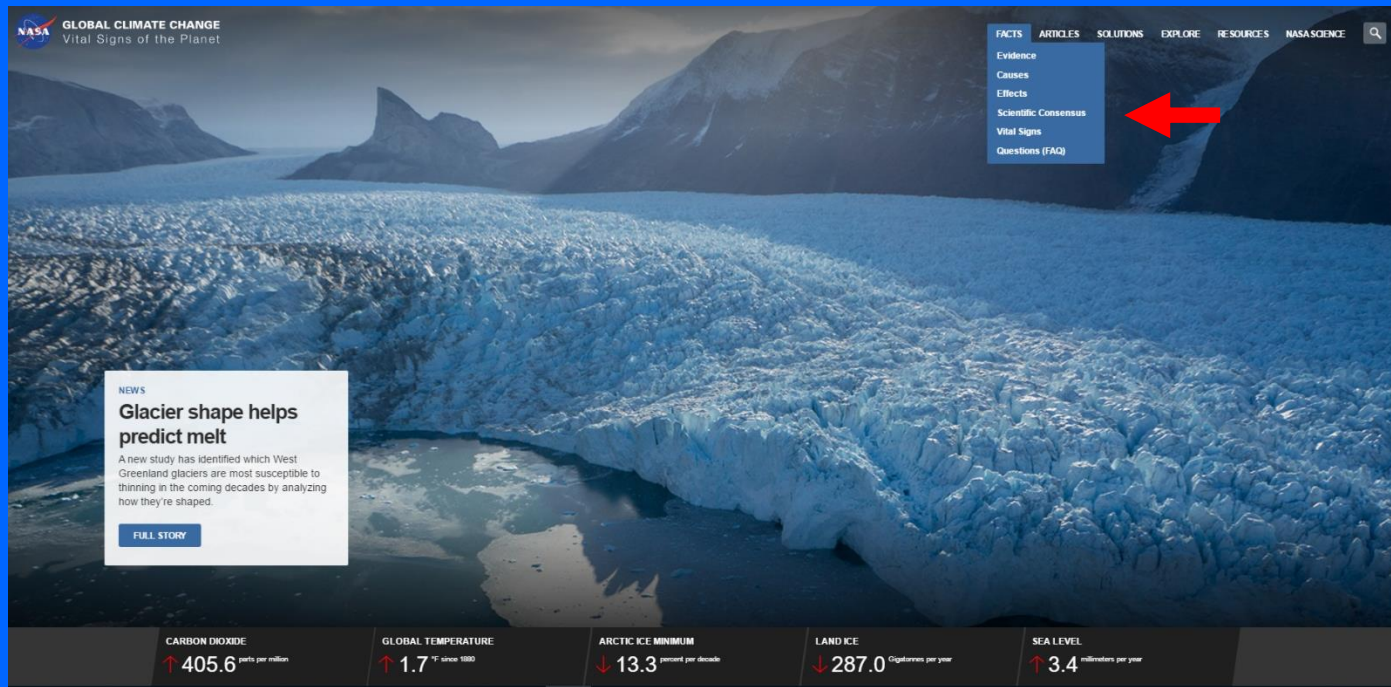 NASA
GLOBAL CLIMATE CHANGE
Vital Signs of the Planet
FACTS ARTICLES SOLUTIONS EXPLORE RESOURCES NASA SCIENCE
Evidence
Causes
Effects
Scientific Consensus
Vital Signs
Questions (FAQ)
NEWS
Glacier shape helps
predict melt
A new study has identified which West
Greenland glaciers are most susceptible to
thinning in the coming decades by analyzing
how they're shaped.
FULL STORY
CARBON DIOXIDE
↑ 405.6 parts per million
GLOBAL TEMPERATURE
↑ 1.7 °F since 1880
ARCTIC ICE MINIMUM
↓ 13.3 percent per decade
LAND ICE
↓ 287.0 Gigatonnes per year
SEA LEVEL
↑ 3.4 millimeters per year